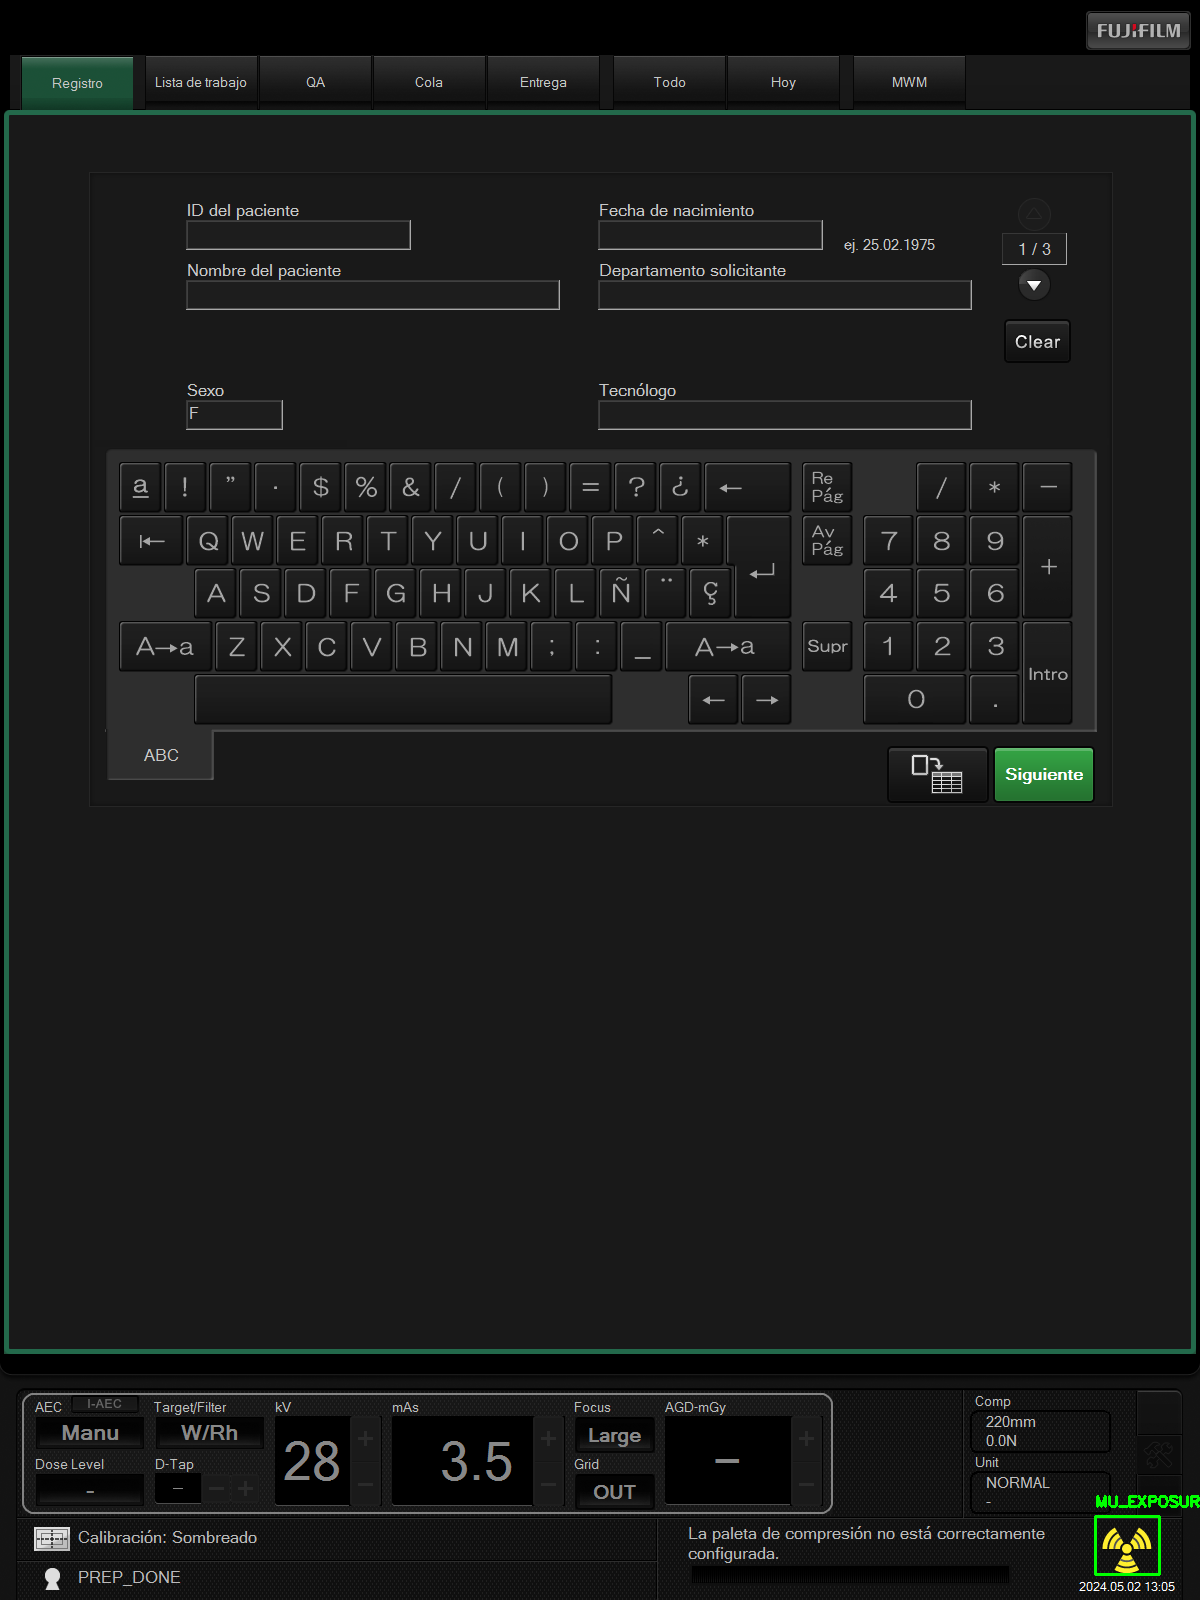 FUJIFILM
Registro
Lista de trabajo
QA
Cola
Entrega
Todo
Hoy
MWM
ID del paciente
Fecha de nacimiento
ej. 25.02.1975
1 / 3
Nombre del paciente
Departamento solicitante
Clear
Sexo
F
Tecnólogo
a ! ” · $ % & / ( ) = ? ¿ ← Re Pág / * −
⇤ Q W E R T Y U I O P ^ * Av Pág 7 8 9 +
A S D F G H J K L Ñ ¨ Ç ↵ 4 5 6
A→a Z X C V B N M ; : _ A→a Supr 1 2 3 Intro
← → 0 .
ABC
Siguiente
AEC I-AEC Target/Filter kV mAs Focus AGD-mGy
Manu W/Rh 28 3.5 Large −
Dose Level D-Tap Grid
- − − + OUT
Comp
220mm
0.0N
Unit
NORMAL
-
MU_EXPOSUR
Calibración: Sombreado
La paleta de compresión no está correctamente
configurada.
PREP_DONE
2024.05.02 13:05